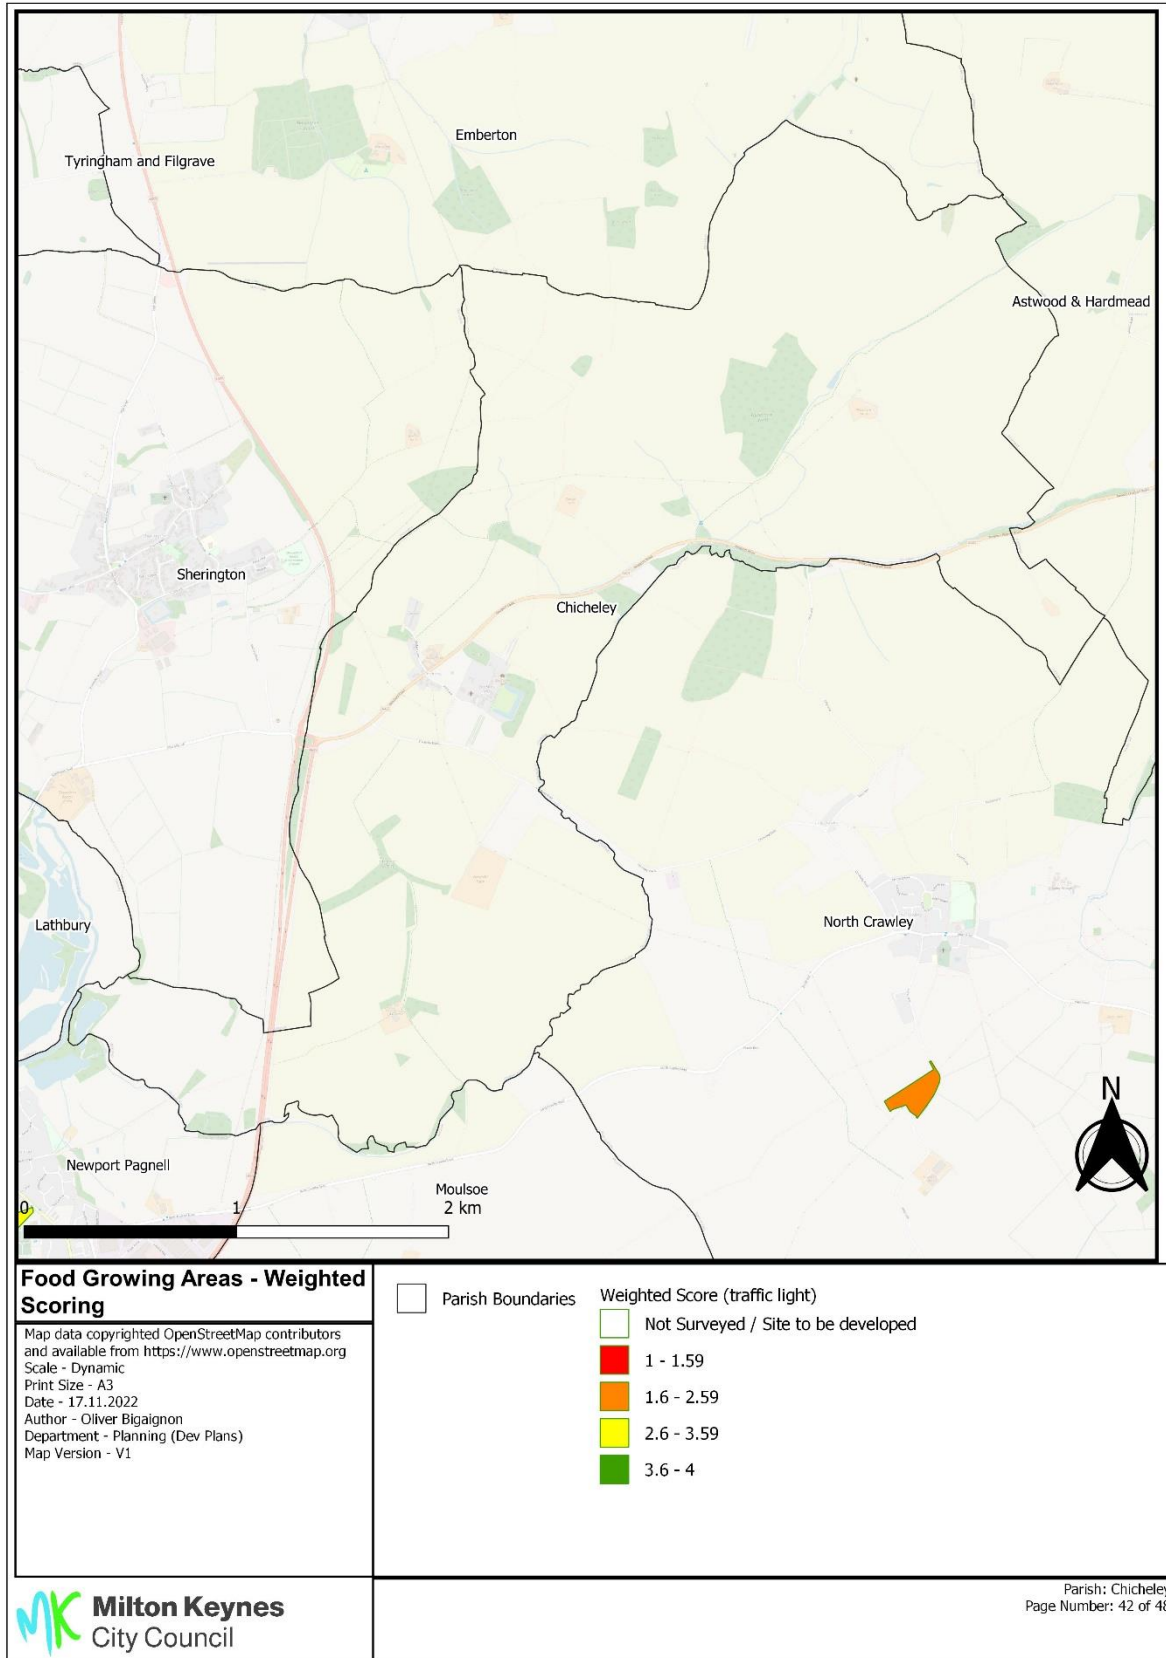 Emberton
Tyringham and Filgrave
Astwood & Hardmead
Sherington
Chicheley
Lathbury
North Crawley
N
Newport Pagnell
Moulsoe
0 1 2 km
Food Growing Areas - Weighted
Scoring
Map data copyrighted OpenStreetMap contributors
and available from https://www.openstreetmap.org
Scale - Dynamic
Print Size - A3
Date - 17.11.2022
Author - Oliver Bigaignon
Department - Planning (Dev Plans)
Map Version - V1
Parish Boundaries
Weighted Score (traffic light)
Not Surveyed / Site to be developed
1 - 1.59
1.6 - 2.59
2.6 - 3.59
3.6 - 4
MK Milton Keynes
City Council
Parish: Chicheley
Page Number: 42 of 48